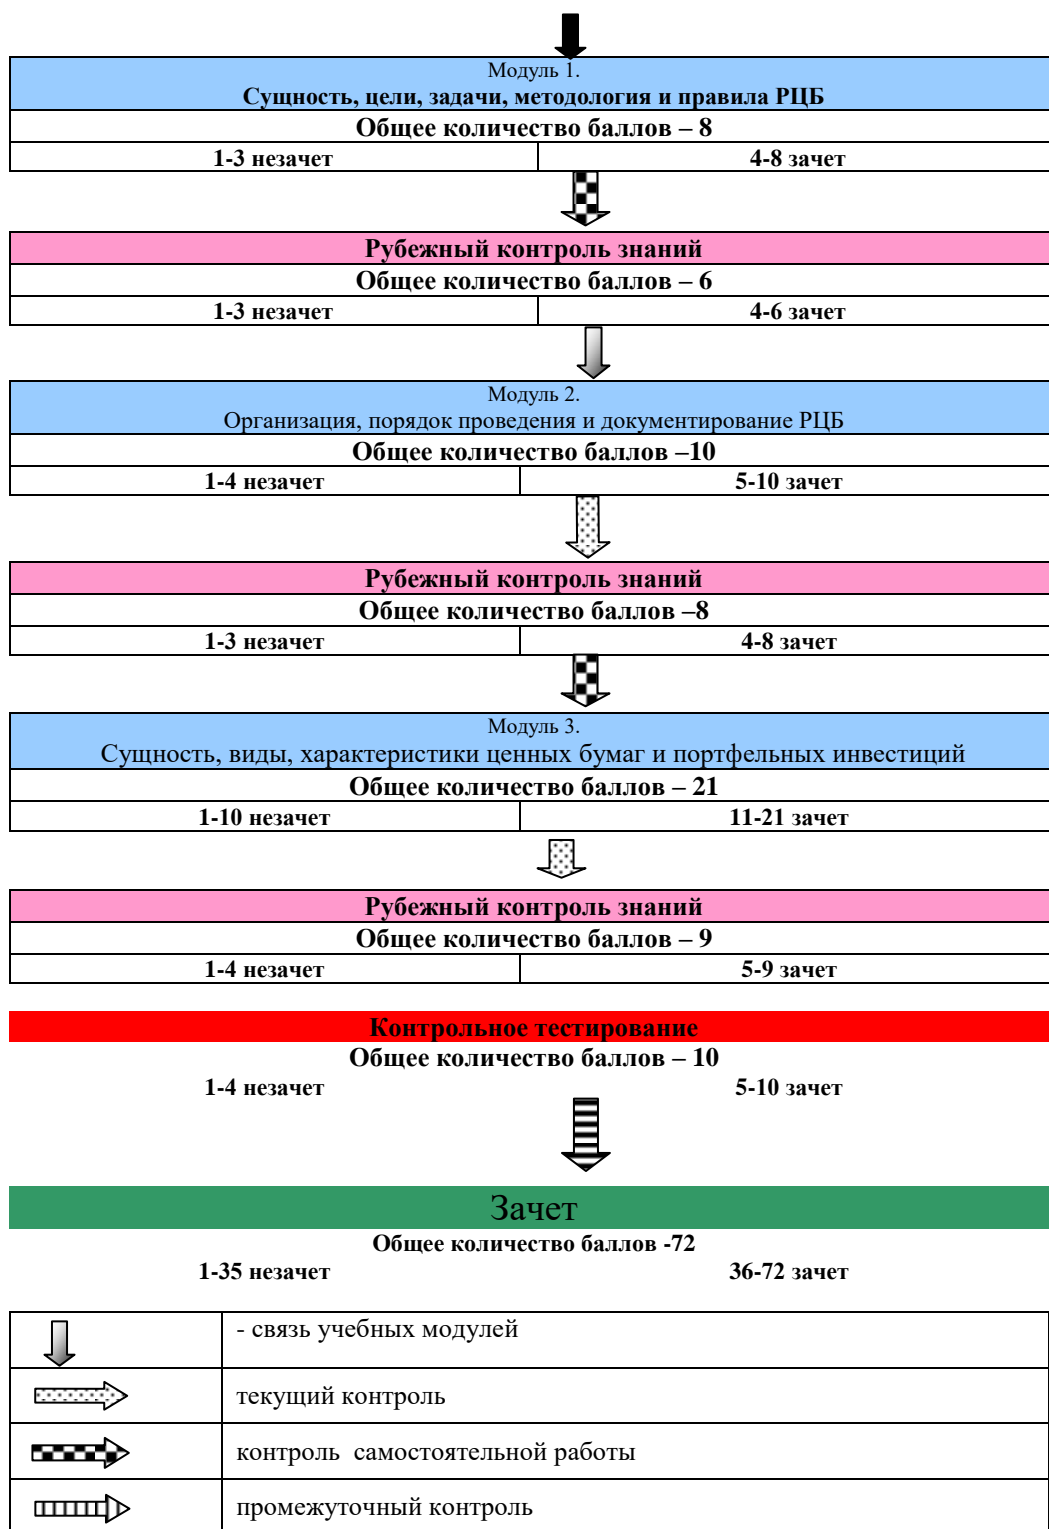 Модуль 1.
Сущность, цели, задачи, методология и правила РЦБ
Общее количество баллов – 8
1-3 незачет 4-8 зачет
Рубежный контроль знаний
Общее количество баллов – 6
1-3 незачет 4-6 зачет
Модуль 2.
Организация, порядок проведения и документирование РЦБ
Общее количество баллов –10
1-4 незачет 5-10 зачет
Рубежный контроль знаний
Общее количество баллов –8
1-3 незачет 4-8 зачет
Модуль 3.
Сущность, виды, характеристики ценных бумаг и портфельных инвестиций
Общее количество баллов – 21
1-10 незачет 11-21 зачет
Рубежный контроль знаний
Общее количество баллов – 9
1-4 незачет 5-9 зачет
Контрольное тестирование
Общее количество баллов – 10
1-4 незачет 5-10 зачет
Зачет
Общее количество баллов -72
1-35 незачет 36-72 зачет
- связь учебных модулей
текущий контроль
контроль самостоятельной работы
промежуточный контроль